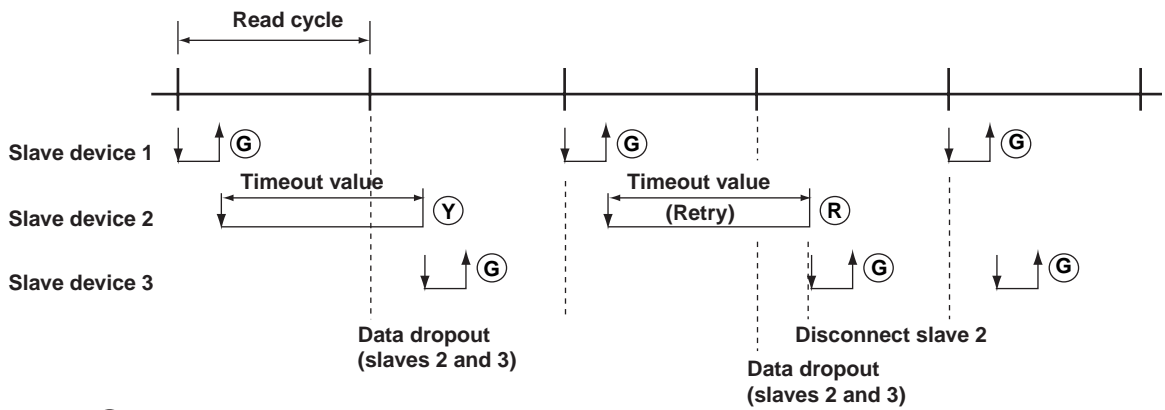 Read cycle
Slave device 1
G
G
G
Timeout value
Timeout value
Slave device 2
Y
(Retry)
R
Slave device 3
G
G
G
Data dropout
(slaves 2 and 3)
Disconnect slave 2
Data dropout
(slaves 2 and 3)